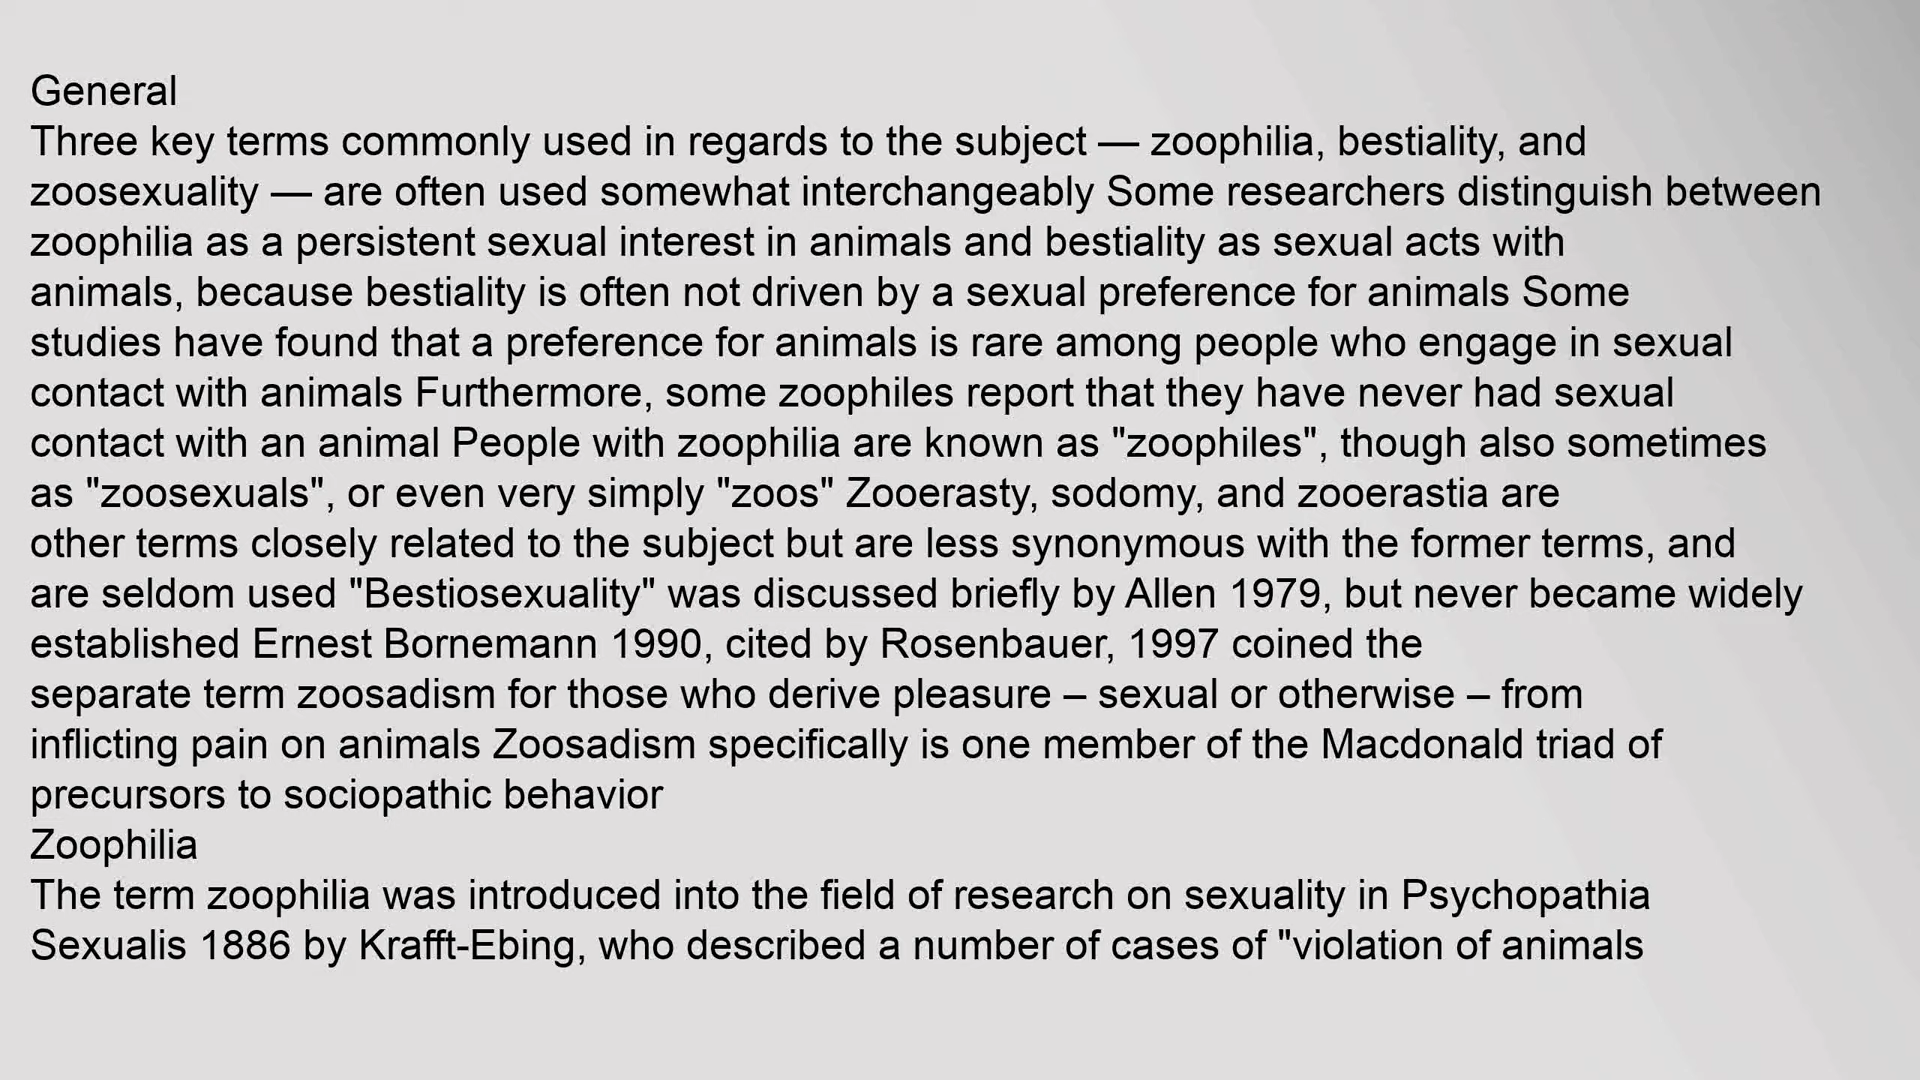 General
Three key terms commonly used in regards to the subject — zoophilia, bestiality, and
zoosexuality — are often used somewhat interchangeably Some researchers distinguish between
zoophilia as a persistent sexual interest in animals and bestiality as sexual acts with
animals, because bestiality is often not driven by a sexual preference for animals Some
studies have found that a preference for animals is rare among people who engage in sexual
contact with animals Furthermore, some zoophiles report that they have never had sexual
contact with an animal People with zoophilia are known as "zoophiles", though also sometimes
as "zoosexuals", or even very simply "zoos" Zooerasty, sodomy, and zooerastia are
other terms closely related to the subject but are less synonymous with the former terms, and
are seldom used "Bestiosexuality" was discussed briefly by Allen 1979, but never became widely
established Ernest Bornemann 1990, cited by Rosenbauer, 1997 coined the
separate term zoosadism for those who derive pleasure – sexual or otherwise – from
inflicting pain on animals Zoosadism specifically is one member of the Macdonald triad of
precursors to sociopathic behavior
Zoophilia
The term zoophilia was introduced into the field of research on sexuality in Psychopathia
Sexualis 1886 by Krafft-Ebing, who described a number of cases of "violation of animals